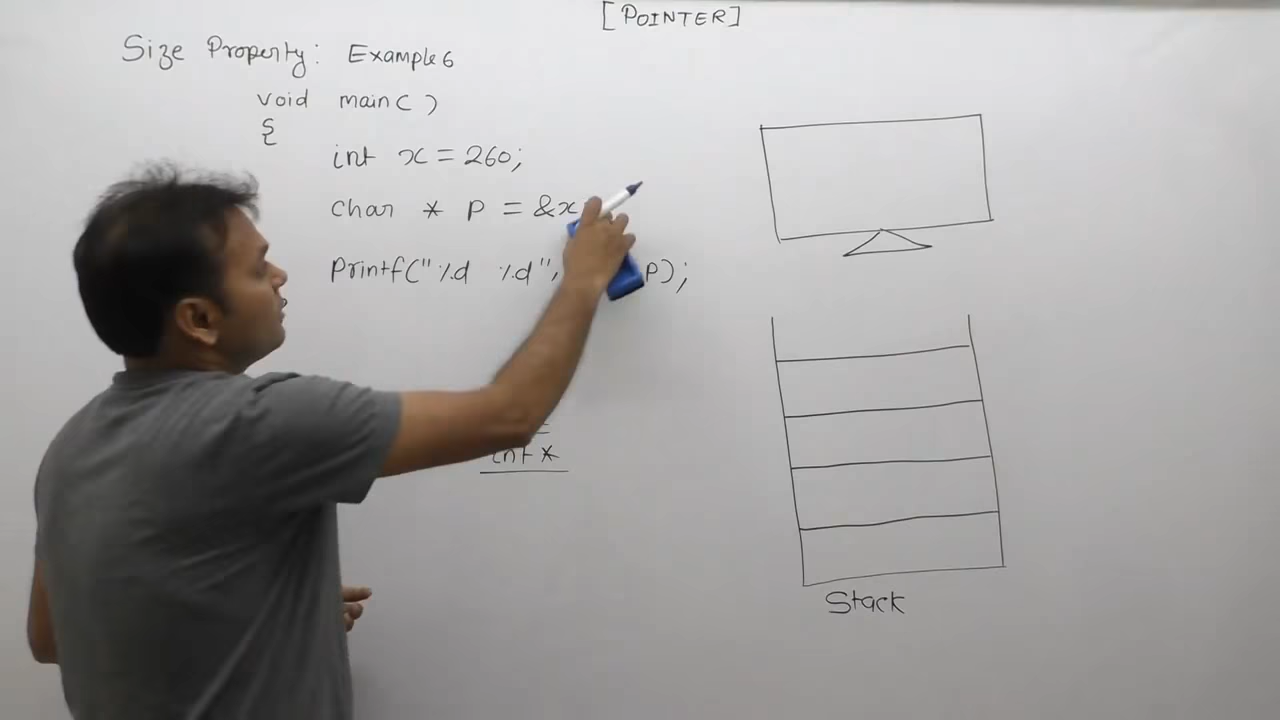 [POINTER]
Size Property: Example 6
void main( )
{
int x = 260;
char * p = &x
Printf("%d %d", p);
int *
Stack